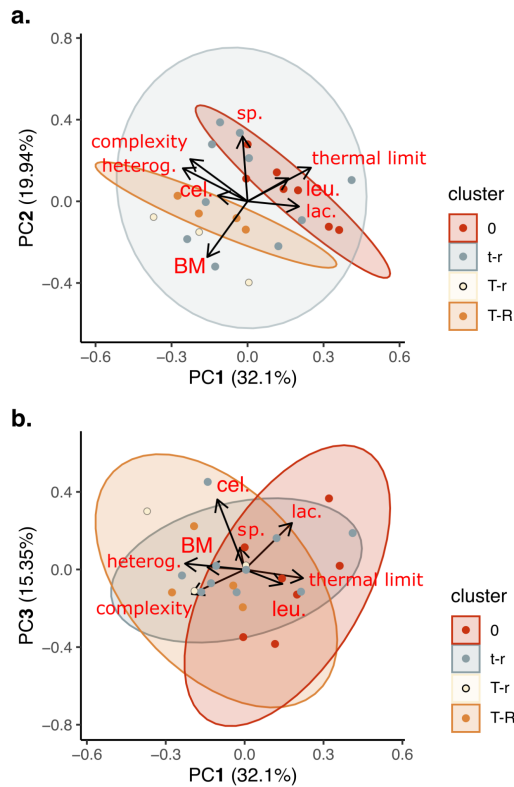 a.
0.8
0.4
0.0
−0.4
PC2 (19.94%)
sp.
complexity
heterog.
cel.
BM
thermal limit
leu.
lac.
−0.6
−0.3
0.0
0.3
0.6
PC1 (32.1%)
cluster
0
t-r
T-r
T-R
b.
0.4
0.0
−0.4
−0.8
PC3 (15.35%)
cel.
lac.
sp.
BM
heterog.
thermal limit
complexity
leu.
−0.6
−0.3
0.0
0.3
0.6
PC1 (32.1%)
cluster
0
t-r
T-r
T-R